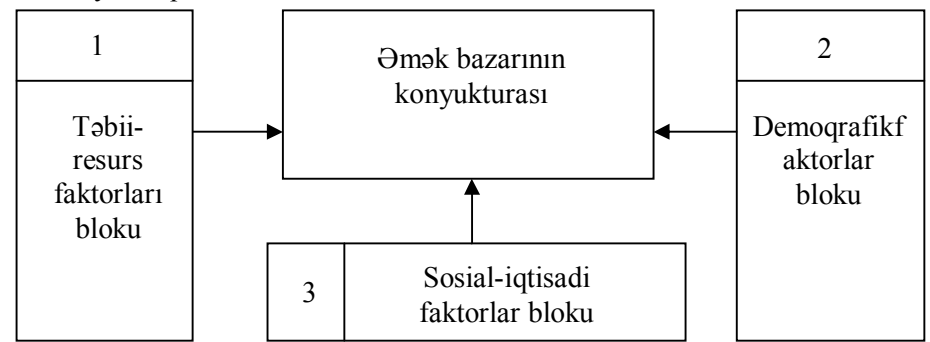 1
Təbii-
resurs
faktorları
bloku
Əmək bazarının
konyukturası
2
Demoqrafikf
aktorlar
bloku
3
Sosial-iqtisadi
faktorlar bloku